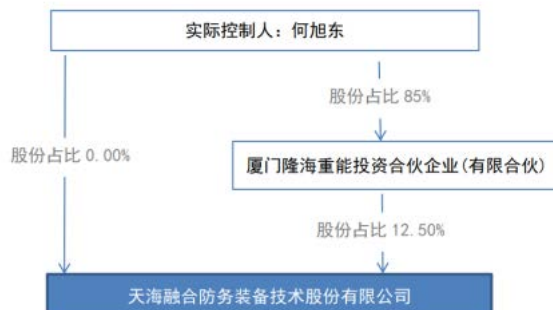 实际控制人：何旭东
股份占比 85%
股份占比 0.00%
厦门隆海重能投资合伙企业(有限合伙)
股份占比 12.50%
天海融合防务装备技术股份有限公司